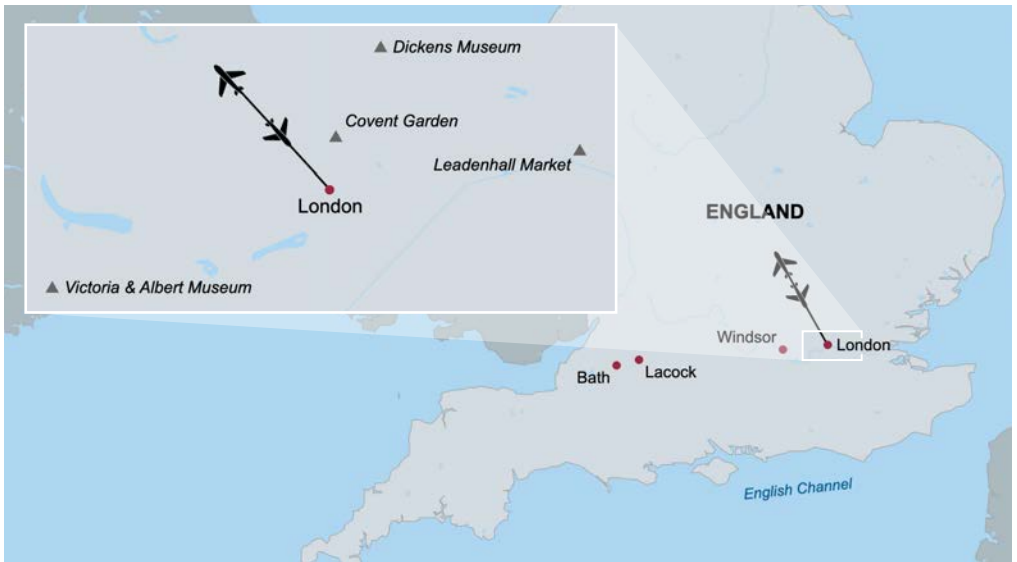 Dickens Museum
Covent Garden
Leadenhall Market
London
Victoria & Albert Museum
ENGLAND
Windsor
London
Bath
Lacock
English Channel